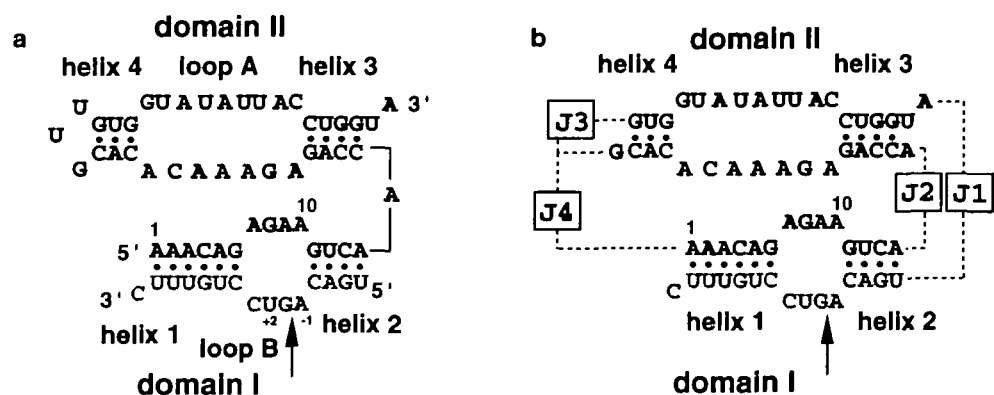 a
domain II
helix 4 loop A helix 3
U GUAUAUUAC A 3'
U GUG CUGGU
G CAC GACC
ACAAAGA
A
1 AGAA 10
5' AAACAG GUCA
3' C UUUGUC CAGU 5'
CUGA
+2 -1
helix 1 helix 2
loop B
domain I
b
domain II
helix 4 helix 3
GUAUAUUAC A
J3 GUG CUGGU
G CAC GACCA
ACAAAGA
J4 J2 J1
1 AGAA 10
AAACAG GUCA
C UUUGUC CAGU
CUGA
helix 1 helix 2
domain I